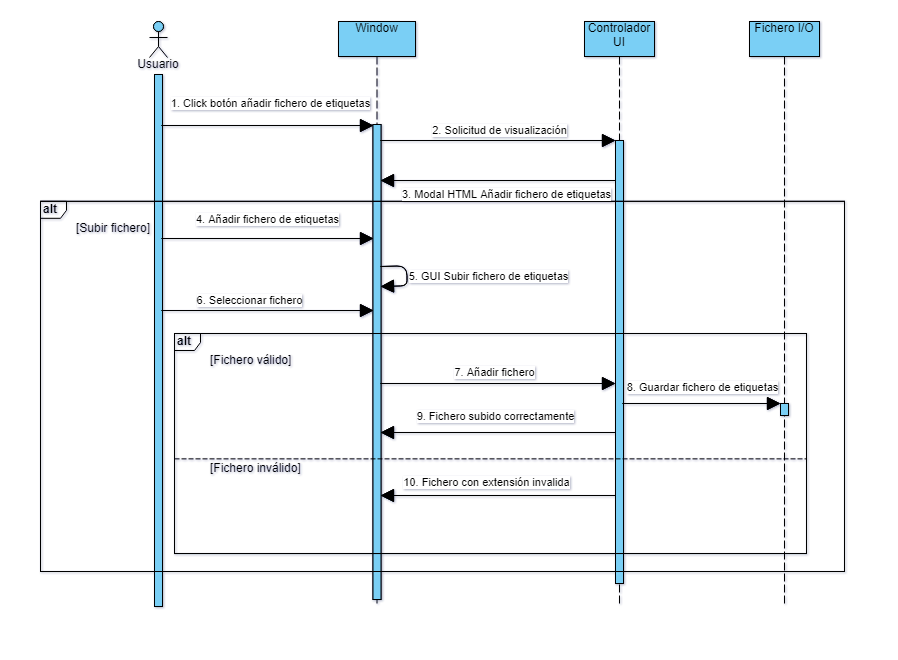 Usuario
Window
Controlador
UI
Fichero I/O
1. Click botón añadir fichero de etiquetas
2. Solicitud de visualización
3. Modal HTML Añadir fichero de etiquetas
alt
[Subir fichero]
4. Añadir fichero de etiquetas
5. GUI Subir fichero de etiquetas
6. Seleccionar fichero
alt
[Fichero válido]
7. Añadir fichero
8. Guardar fichero de etiquetas
9. Fichero subido correctamente
[Fichero inválido]
10. Fichero con extensión invalida